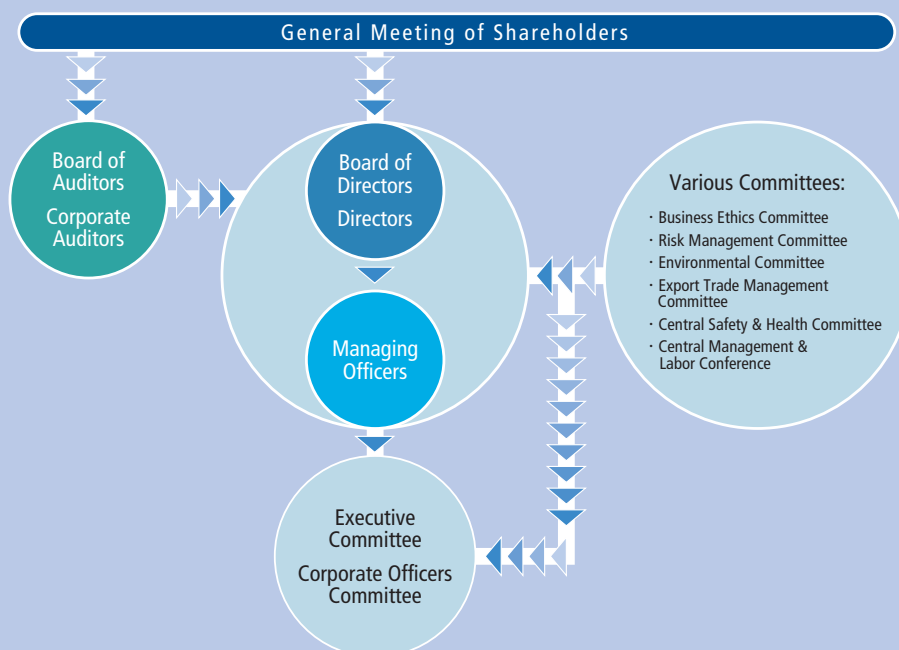 General Meeting of Shareholders
Board of
Auditors
Corporate
Auditors
Board of
Directors
Directors
Managing
Officers
Executive
Committee
Corporate Officers
Committee
Various Committees:
· Business Ethics Committee
· Risk Management Committee
· Environmental Committee
· Export Trade Management
Committee
· Central Safety & Health Committee
· Central Management &
Labor Conference